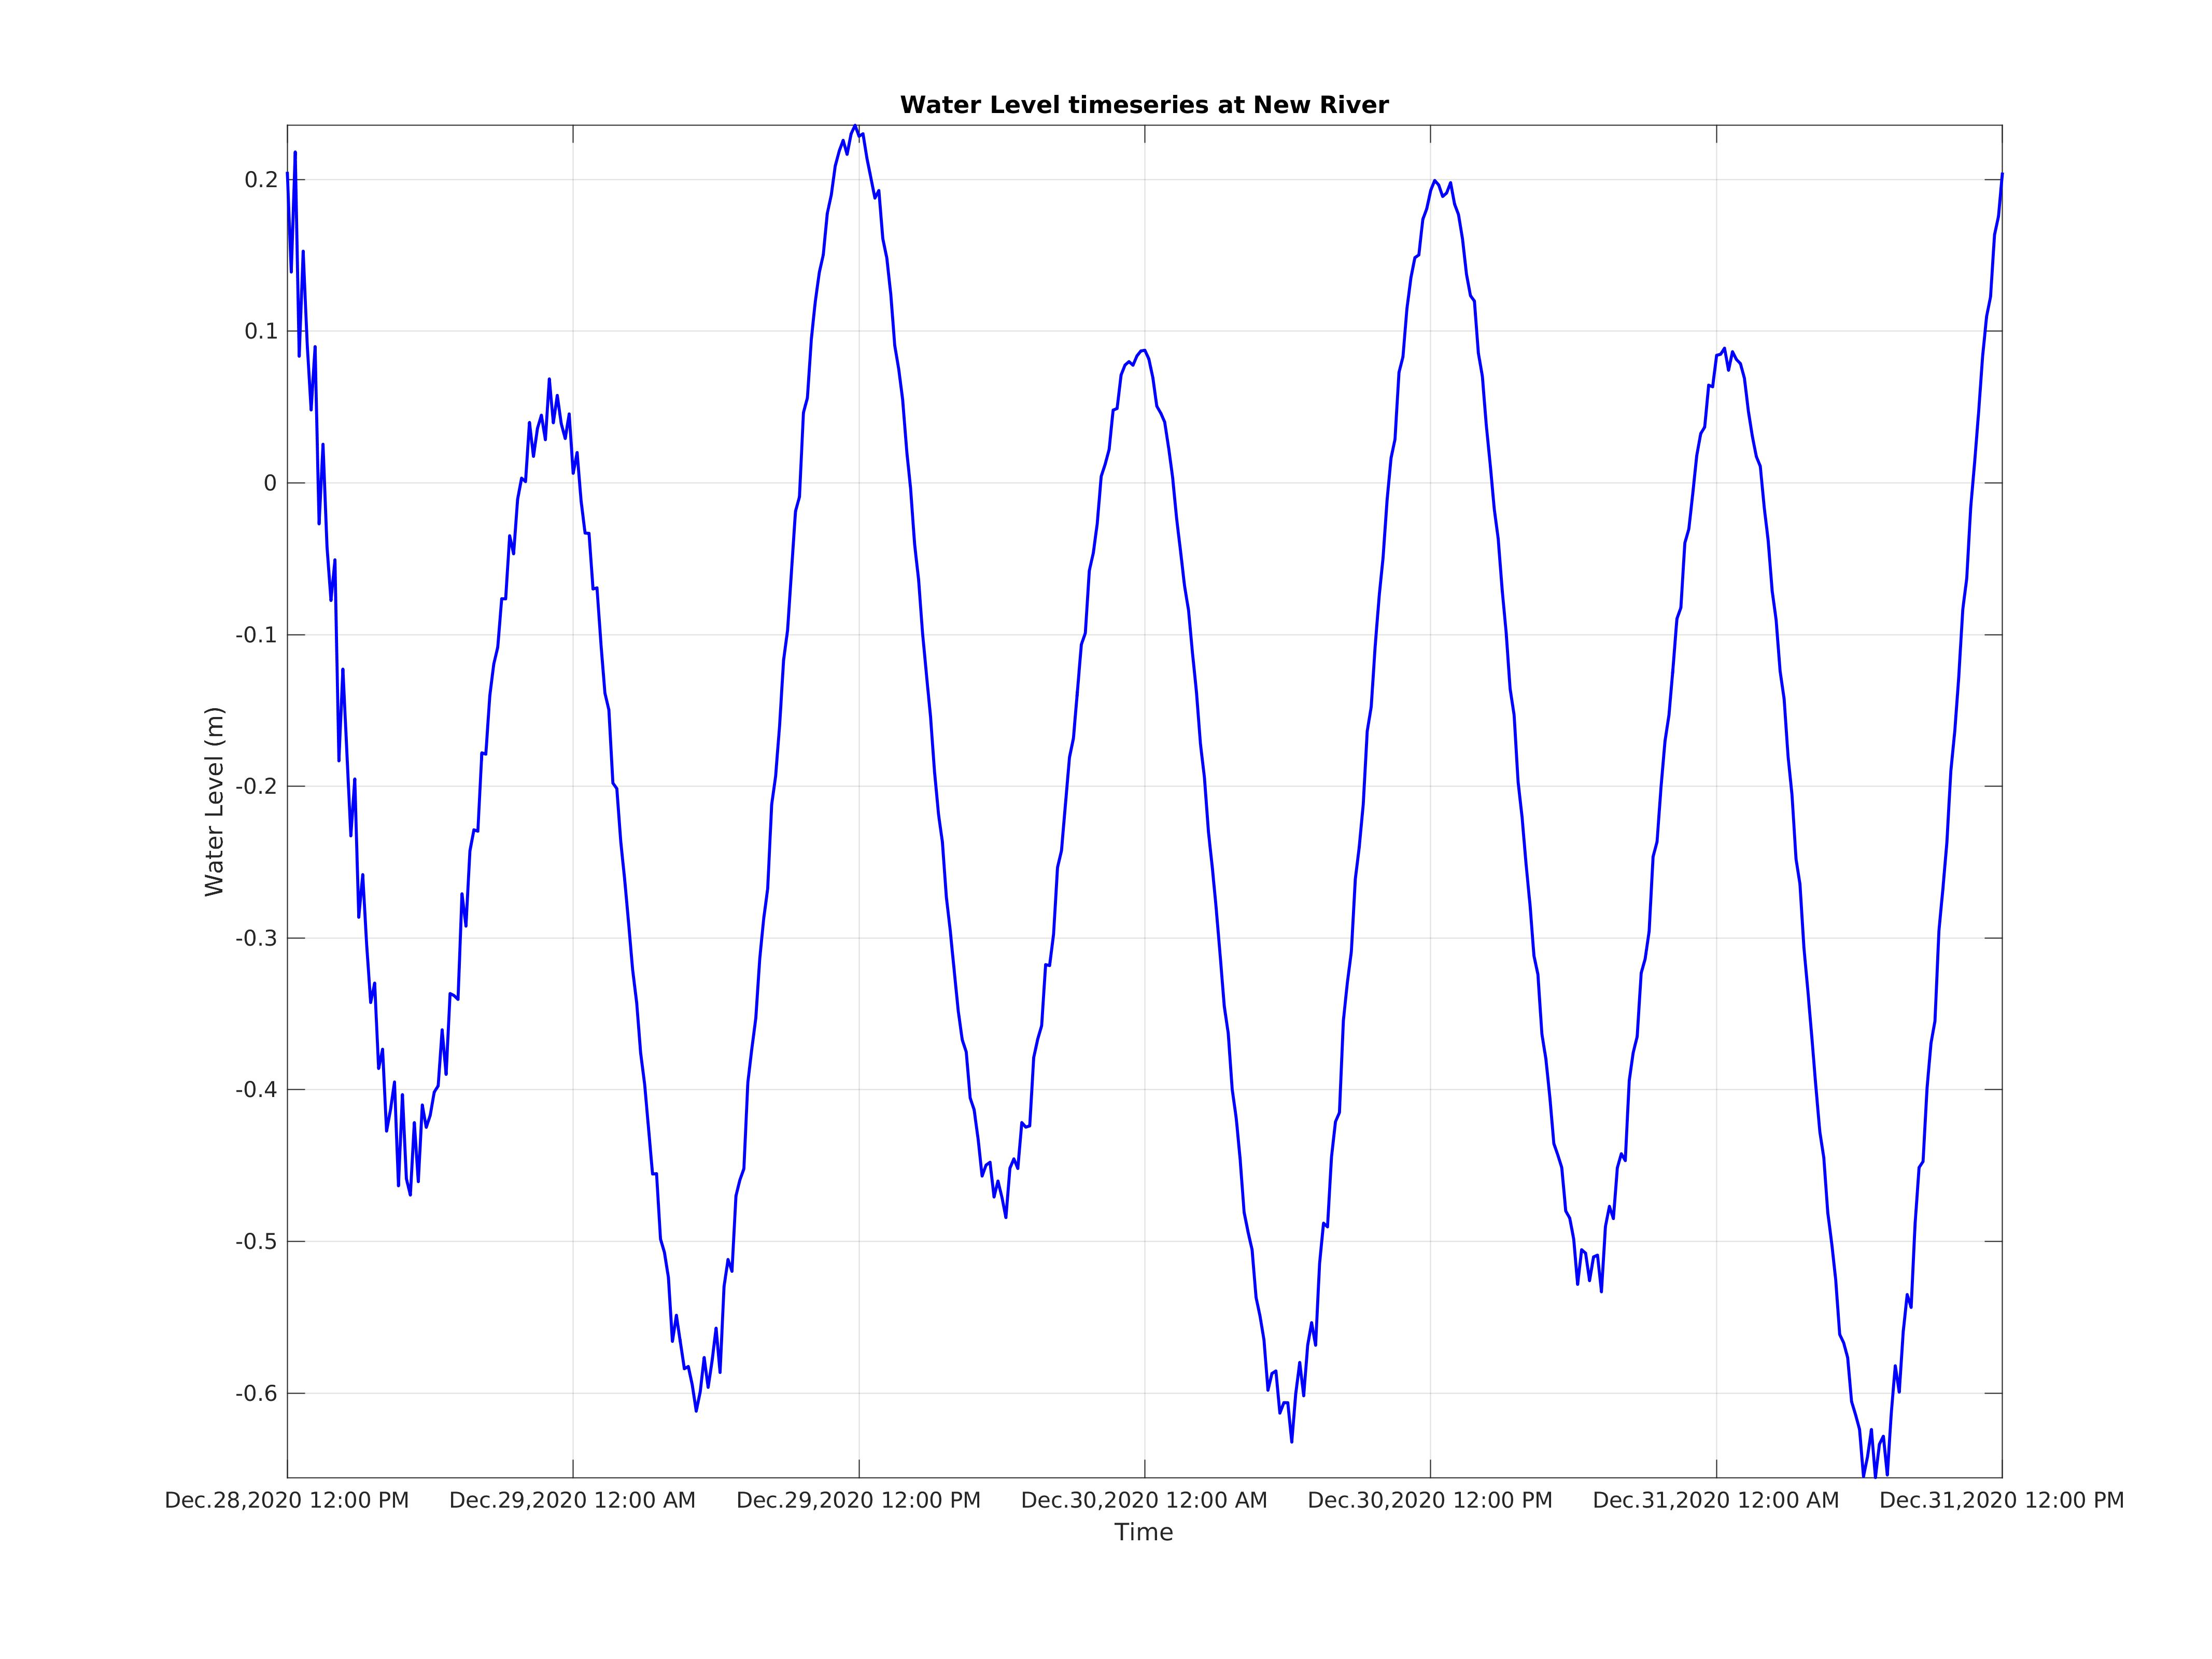 Water Level timeseries at New River
Water Level (m)
0.2
0.1
0
-0.1
-0.2
-0.3
-0.4
-0.5
-0.6
Dec.28,2020 12:00 PM
Dec.29,2020 12:00 AM
Dec.29,2020 12:00 PM
Dec.30,2020 12:00 AM
Dec.30,2020 12:00 PM
Dec.31,2020 12:00 AM
Dec.31,2020 12:00 PM
Time